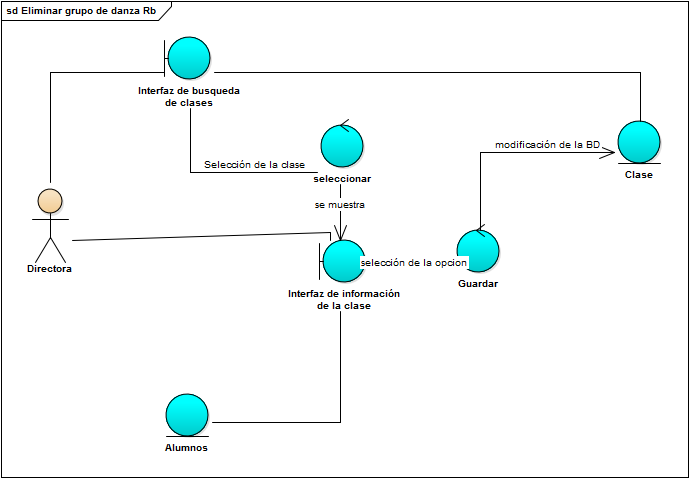 sd Eliminar grupo de danza Rb
Interfaz de busqueda
de clases
modificación de la BD
Selección de la clase
seleccionar
Clase
se muestra
Directora
selección de la opcion
Guardar
Interfaz de información
de la clase
Alumnos